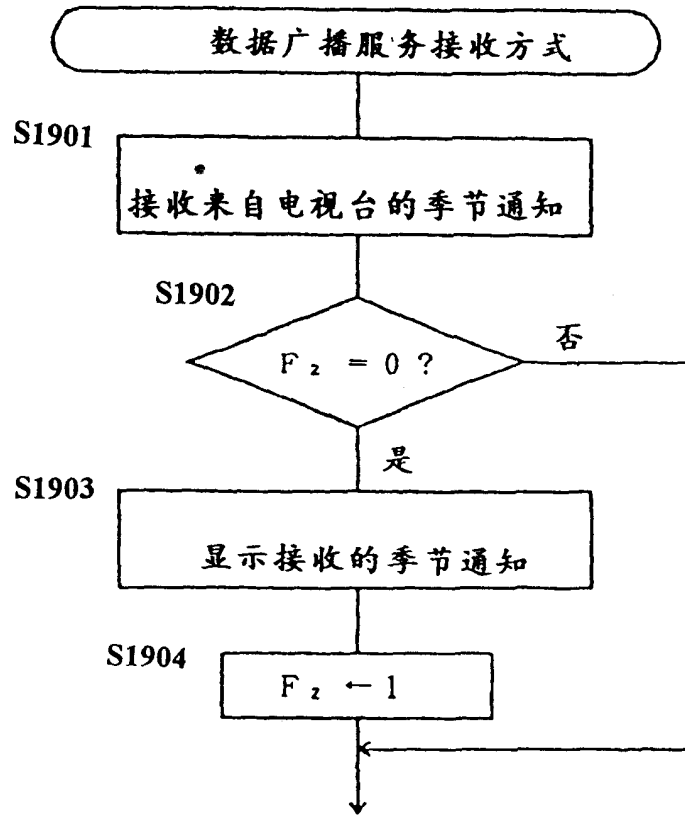 数据广播服务接收方式
S1901
接收来自电视台的季节通知
S1902
F₂ = 0 ?
否
是
S1903
显示接收的季节通知
S1904
F₂ ← 1